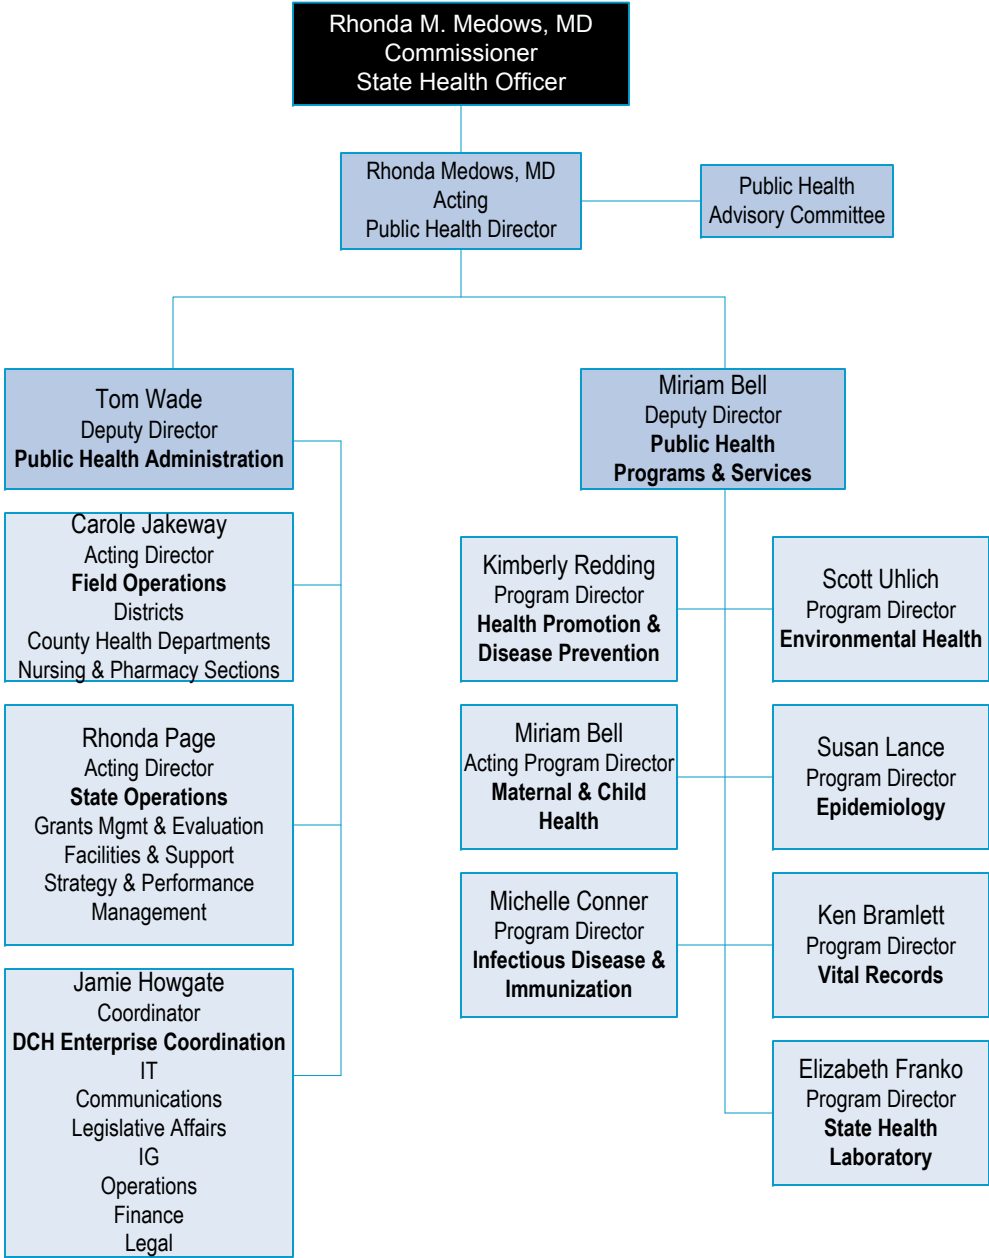 Rhonda M. Medows, MD
Commissioner
State Health Officer
Rhonda Medows, MD
Acting
Public Health Director
Public Health
Advisory Committee
Tom Wade
Deputy Director
Public Health Administration
Miriam Bell
Deputy Director
Public Health
Programs & Services
Carole Jakeway
Acting Director
Field Operations
Districts
County Health Departments
Nursing & Pharmacy Sections
Rhonda Page
Acting Director
State Operations
Grants Mgmt & Evaluation
Facilities & Support
Strategy & Performance
Management
Jamie Howgate
Coordinator
DCH Enterprise Coordination
IT
Communications
Legislative Affairs
IG
Operations
Finance
Legal
Kimberly Redding
Program Director
Health Promotion &
Disease Prevention
Scott Uhlich
Program Director
Environmental Health
Miriam Bell
Acting Program Director
Maternal & Child
Health
Susan Lance
Program Director
Epidemiology
Michelle Conner
Program Director
Infectious Disease &
Immunization
Ken Bramlett
Program Director
Vital Records
Elizabeth Franko
Program Director
State Health
Laboratory